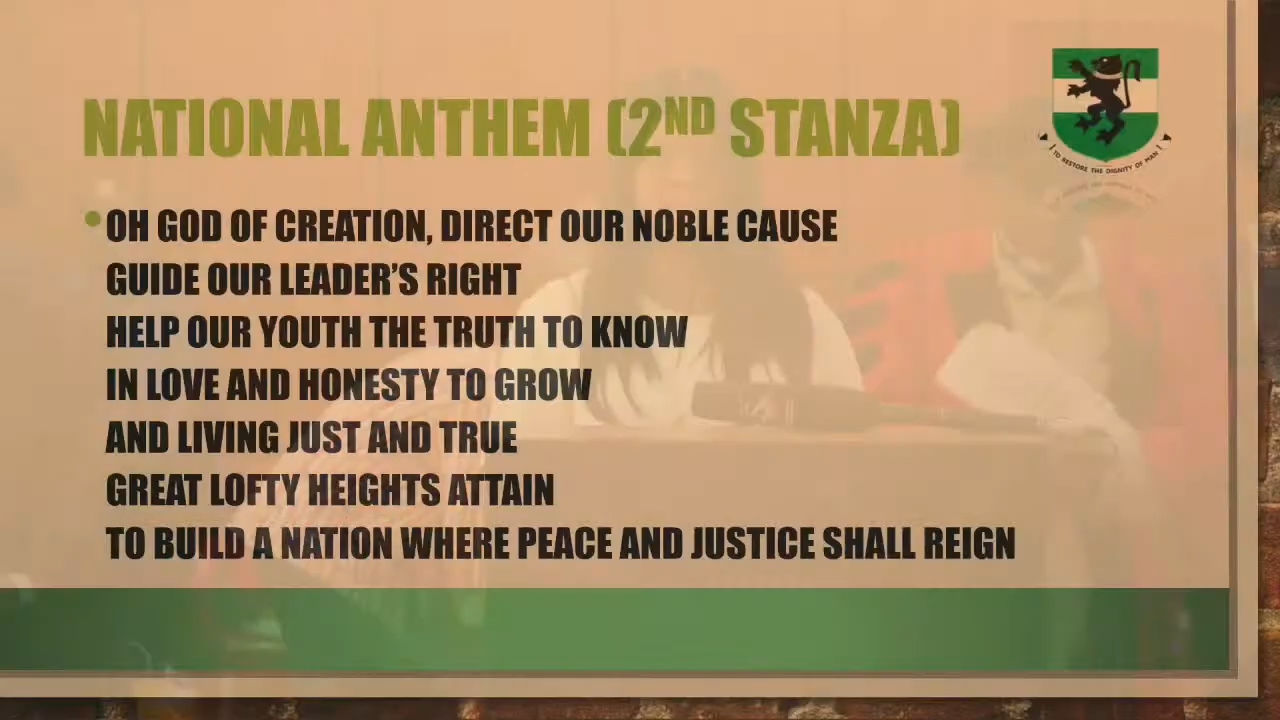 NATIONAL ANTHEM (2ND STANZA)
TO RESTORE THE DIGNITY OF MAN
• OH GOD OF CREATION, DIRECT OUR NOBLE CAUSE
GUIDE OUR LEADER’S RIGHT
HELP OUR YOUTH THE TRUTH TO KNOW
IN LOVE AND HONESTY TO GROW
AND LIVING JUST AND TRUE
GREAT LOFTY HEIGHTS ATTAIN
TO BUILD A NATION WHERE PEACE AND JUSTICE SHALL REIGN